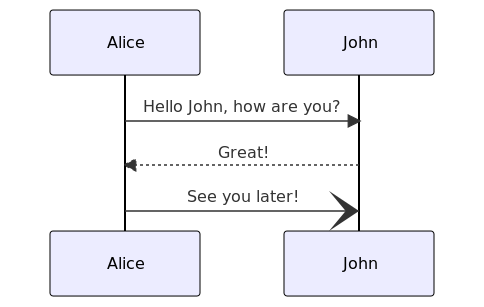 Alice
John
Hello John, how are you?
Great!
See you later!
Alice
John